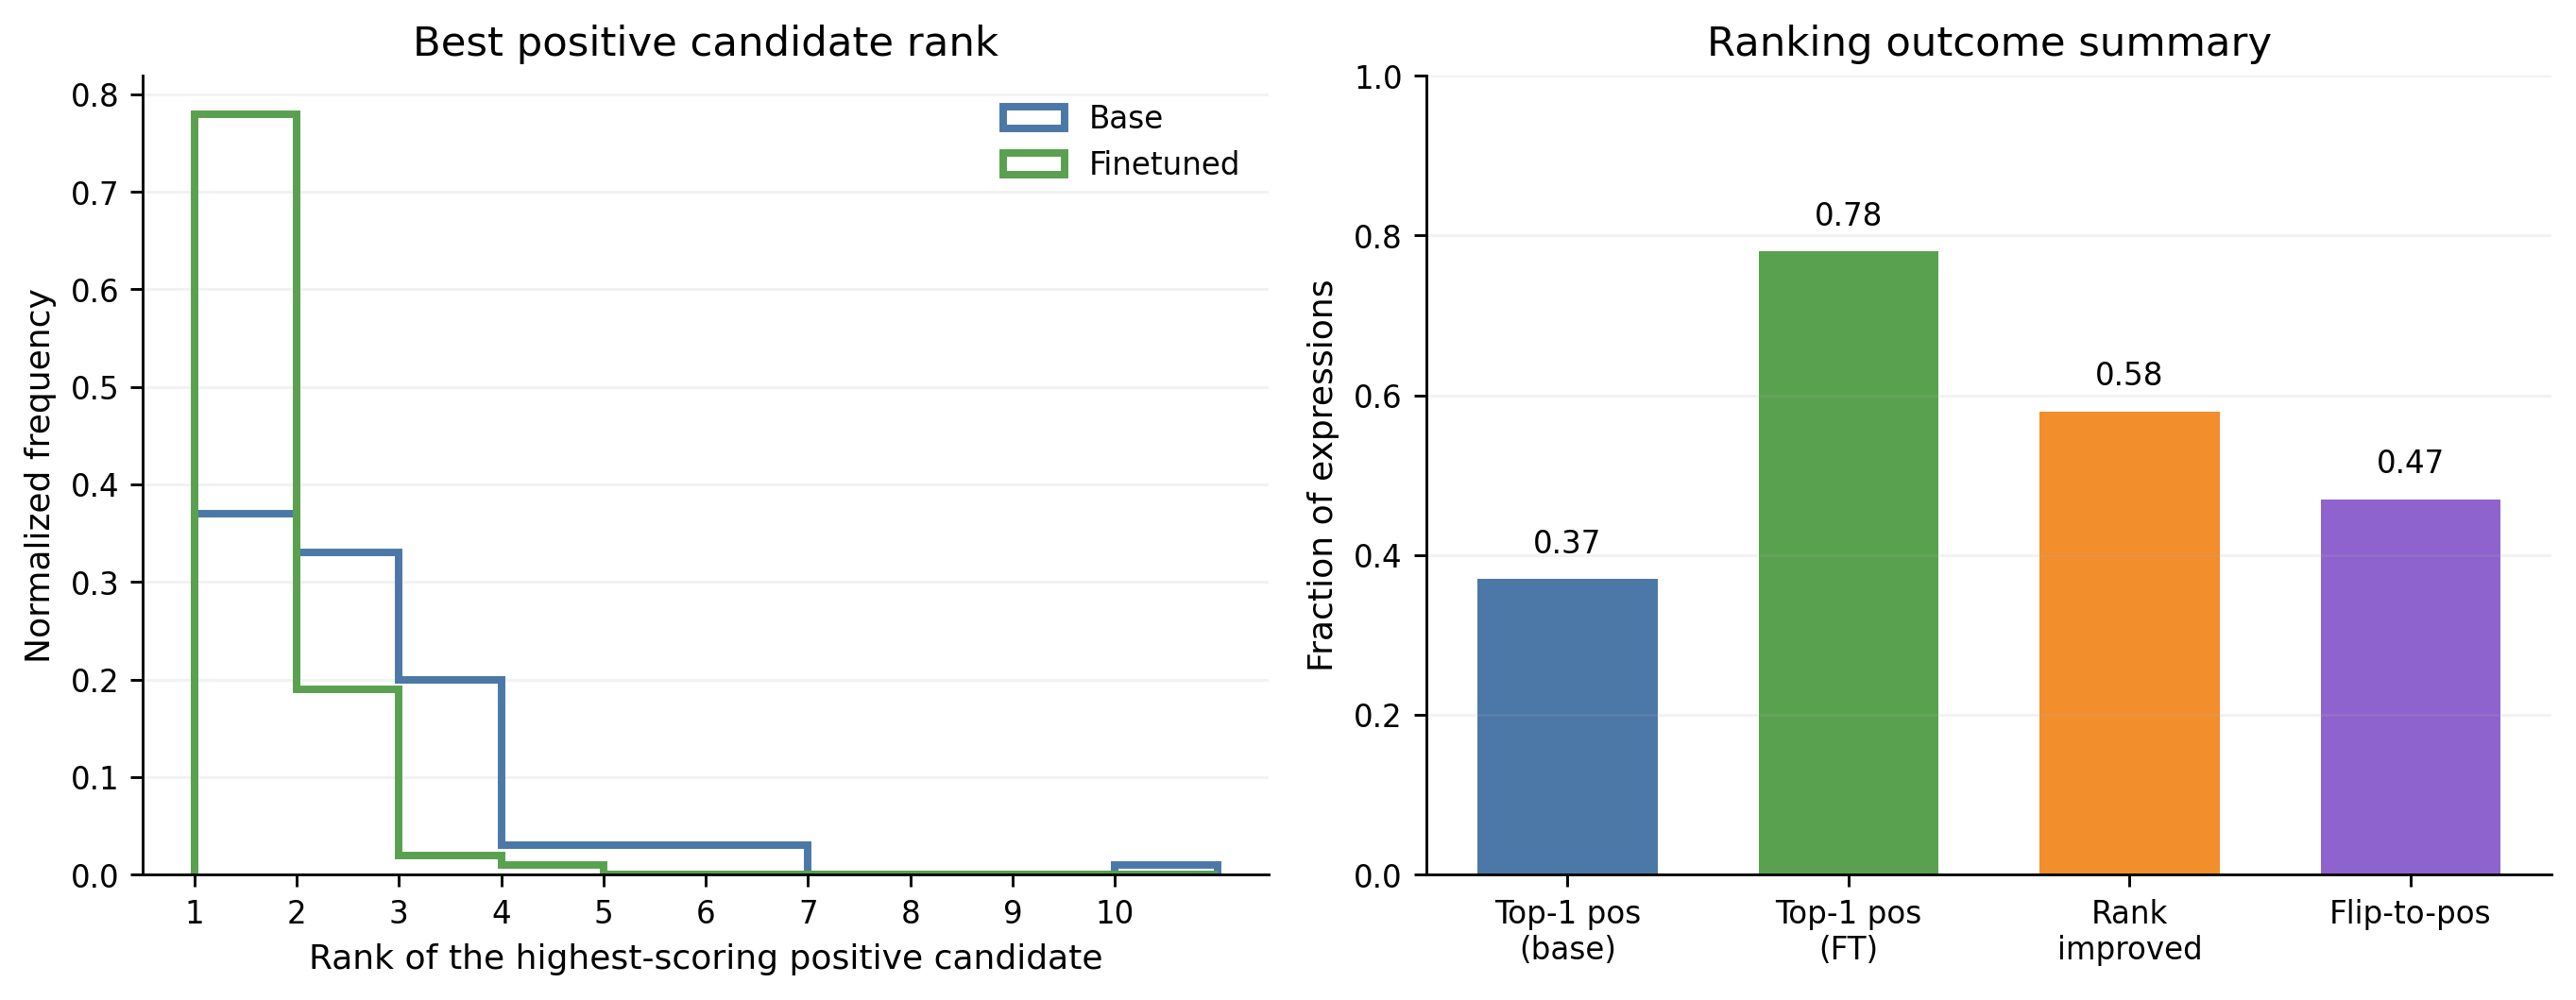 Best positive candidate rank
0.8
0.7
0.6
0.5
0.4
0.3
0.2
0.1
0.0
Normalized frequency
Base
Finetuned
1 2 3 4 5 6 7 8 9 10
Rank of the highest-scoring positive candidate
Ranking outcome summary
1.0
0.8
0.6
0.4
0.2
0.0
Fraction of expressions
0.37
0.78
0.58
0.47
Top-1 pos
(base)
Top-1 pos
(FT)
Rank
improved
Flip-to-pos